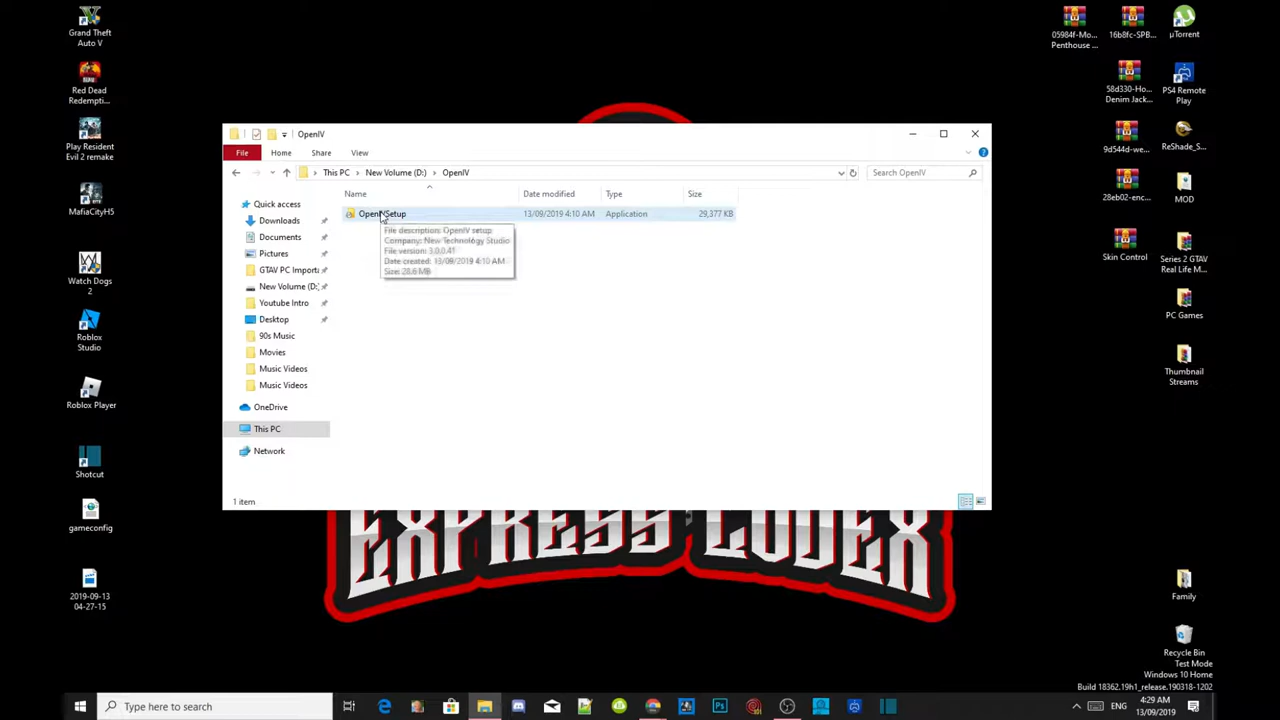 Grand Theft
Auto V
Red Dead
Redempti...
Play Resident
Evil 2 remake
MafiaCityH5
Watch Dogs
2
Roblox
Studio
Roblox Player
Shotcut
gameconfig
2019-09-13
04-27-15
OpenIV
File
Home
Share
View
This PC
New Volume (D:)
OpenIV
Search OpenIV
Name
Date modified
Type
Size
Quick access
Downloads
Documents
Pictures
GTAV PC Importa
New Volume (D:)
Youtube Intro
Desktop
90s Music
Movies
Music Videos
Music Videos
OneDrive
This PC
Network
OpenIVSetup
13/09/2019 4:10 AM
Application
29,377 KB
File description: OpenIV setup
Company: New Technology Studio
File version: 3.0.0.41
Date created: 13/09/2019 4:10 AM
Size: 28.6 MB
1 item
EXPRESS CODEX
05984f-Mo...
Penthouse ...
16b8fc-SPB...
µTorrent
58d330-Ho...
Denim Jack...
PS4 Remote
Play
9d544d-we...
ReShade_S...
28eb02-enc...
MOD
Skin Control
Series 2 GTAV
Real Life M...
PC Games
Thumbnail
Streams
Family
Recycle Bin
Test Mode
Windows 10 Home
Build 18362.19h1_release.190318-1202
Type here to search
ENG
4:29 AM
13/09/2019